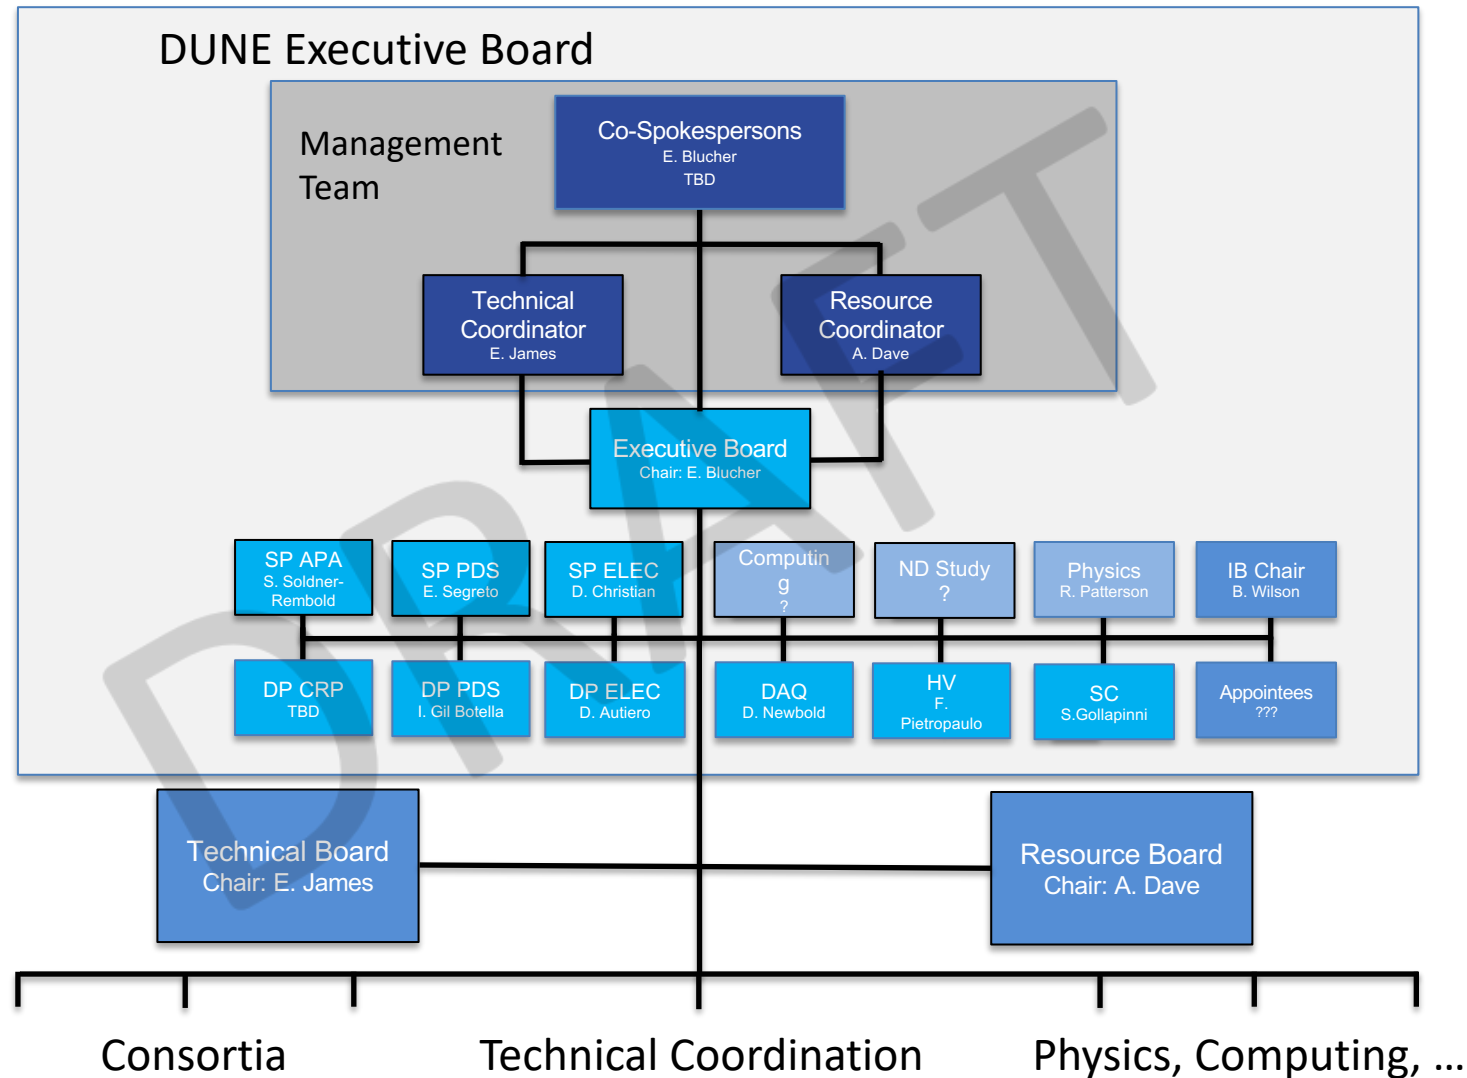 DUNE Executive Board
Management
Team
Co-Spokespersons
E. Blucher
TBD
Technical
Coordinator
E. James
Resource
Coordinator
A. Dave
Executive Board
Chair: E. Blucher
SP APA
S. Soldner-
Rembold
SP PDS
E. Segreto
SP ELEC
D. Christian
Computin
g
?
ND Study
?
Physics
R. Patterson
IB Chair
B. Wilson
DP CRP
TBD
DP PDS
I. Gil Botella
DP ELEC
D. Autiero
DAQ
D. Newbold
HV
F.
Pietropaulo
SC
S.Gollapinni
Appointees
???
DRAFT
Technical Board
Chair: E. James
Resource Board
Chair: A. Dave
Consortia
Technical Coordination
Physics, Computing, ...